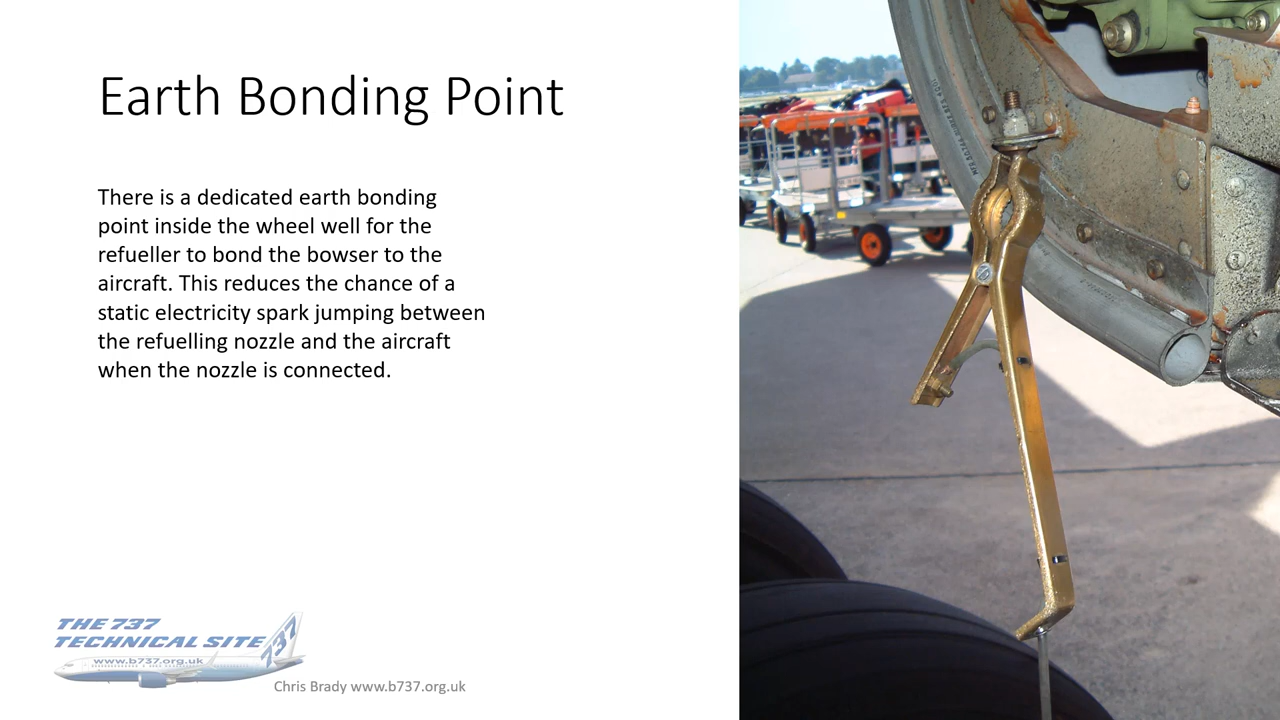 Earth Bonding Point
There is a dedicated earth bonding
point inside the wheel well for the
refueller to bond the bowser to the
aircraft. This reduces the chance of a
static electricity spark jumping between
the refuelling nozzle and the aircraft
when the nozzle is connected.
THE 737
TECHNICAL SITE
737
www.b737.org.uk
Chris Brady www.b737.org.uk